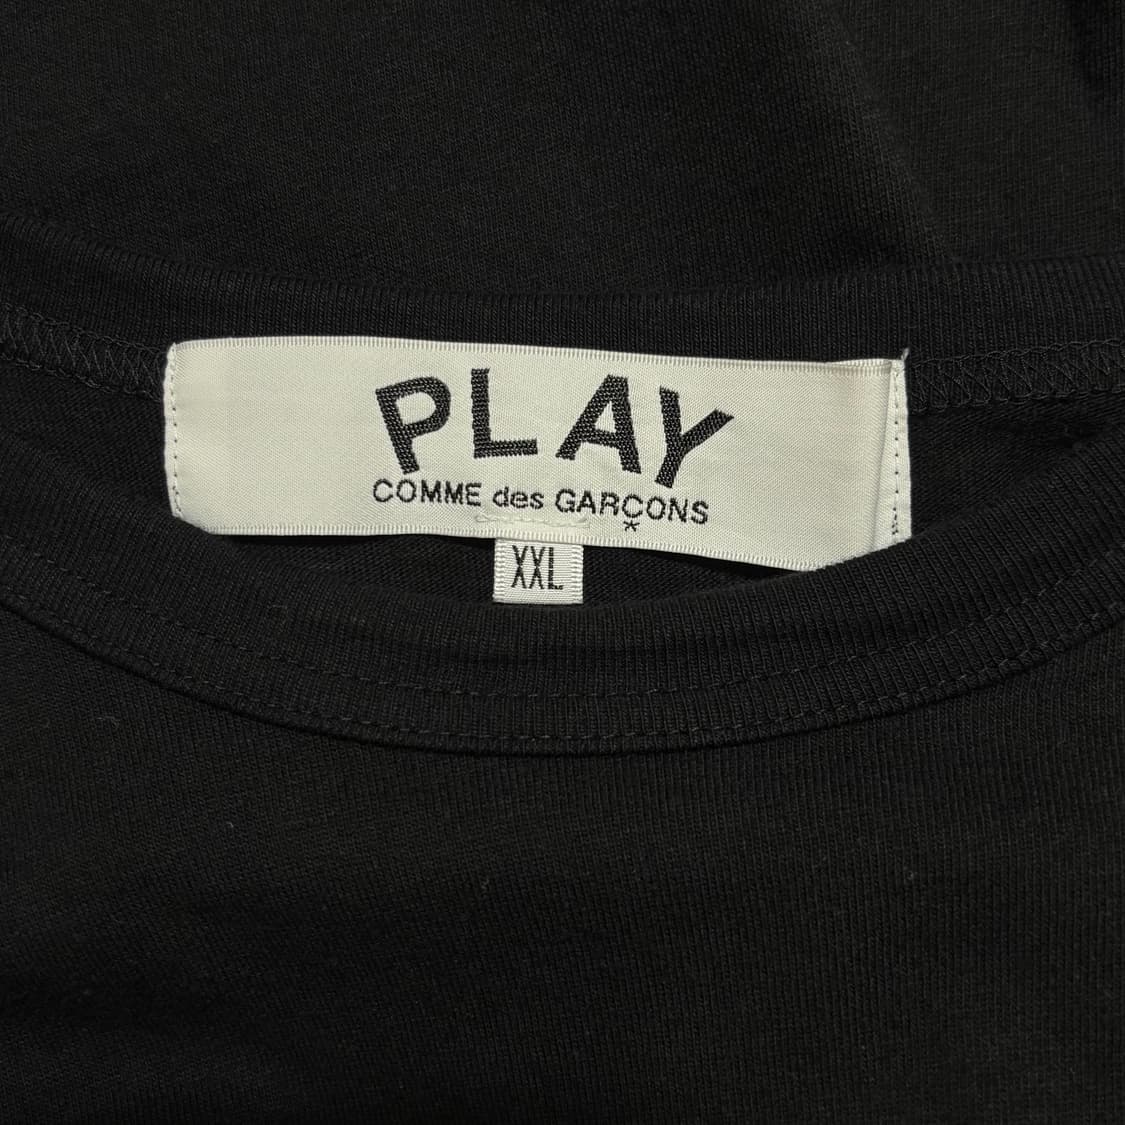 PLAY
COMME des GARÇONS
*
XXL